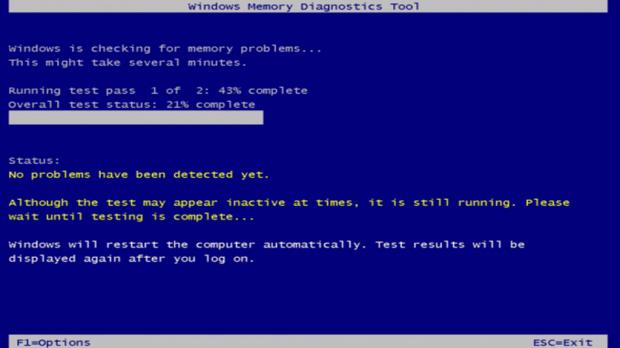 Windows Memory Diagnostics Tool
Windows is checking for memory problems...
This might take several minutes.
Running test pass 1 of 2: 43% complete
Overall test status: 21% complete
Status:
No problems have been detected yet.
Although the test may appear inactive at times, it is still running. Please
wait until testing is complete...
Windows will restart the computer automatically. Test results will be
displayed again after you log on.
F1=Options ESC=Exit